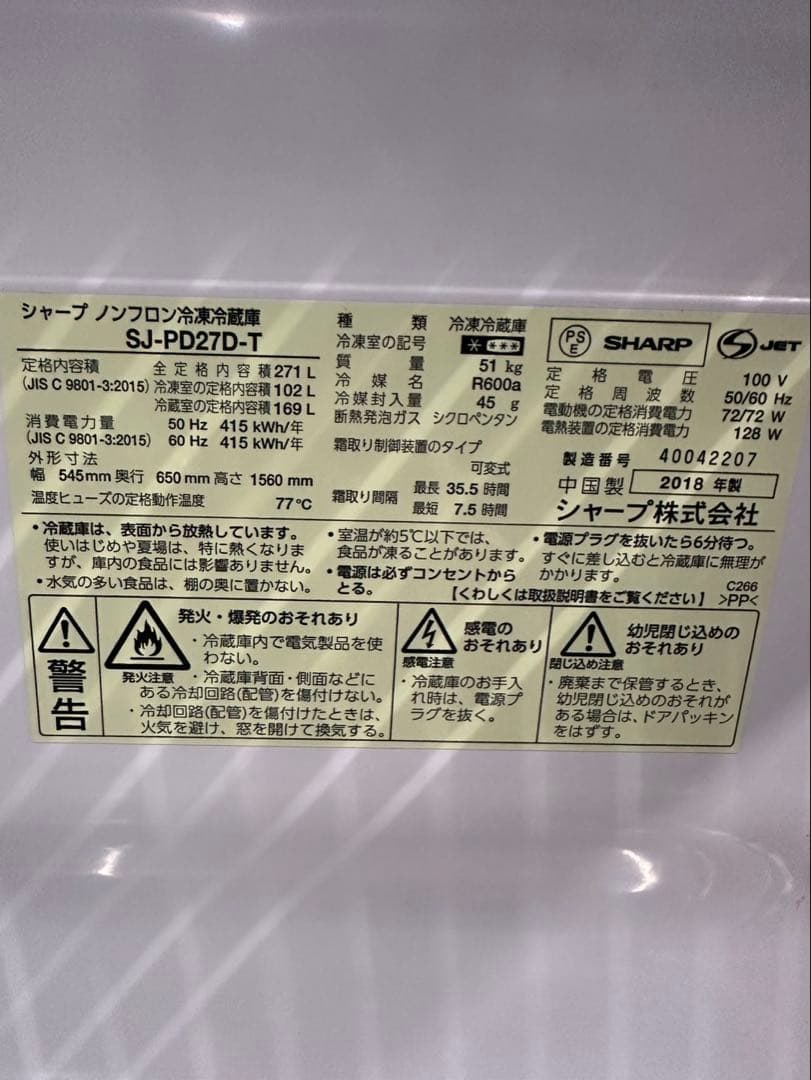 シャープ ノンフロン冷凍冷蔵庫
SJ-PD27D-T
定格内容積 全定格内容積 271 L
(JIS C 9801-3:2015) 冷凍室の定格内容積 102 L
冷蔵室の定格内容積 169 L
消費電力量 50 Hz 415 kWh/年
(JIS C 9801-3:2015) 60 Hz 415 kWh/年
外形寸法
幅 545mm 奥行 650mm 高さ 1560mm
温度ヒューズの定格動作温度 77℃
種類 冷凍冷蔵庫
冷凍室の記号 * ***
質量 51 kg
冷媒名 R600a
冷媒封入量 45 g
断熱発泡ガス シクロペンタン
霜取り制御装置のタイプ
可変式
霜取り間隔 最長 35.5 時間
最短 7.5 時間
PSE SHARP JET
定格電圧 100 V
定格周波数 50/60 Hz
電動機の定格消費電力 72/72 W
電熱装置の定格消費電力 128 W
製造番号 40042207
中国製 2018 年製
シャープ株式会社
・冷蔵庫は、表面から放熱しています。
使いはじめや夏場は、特に熱くなりま
すが、庫内の食品には影響ありません。
・水気の多い食品は、棚の奥に置かない。
・室温が約5℃以下では、
食品が凍ることがあります。
・電源は必ずコンセントから
とる。
・電源プラグを抜いたら6分待つ。
すぐに差し込むと冷蔵庫に無理が
かかります。
【くわしくは取扱説明書をご覧ください】
C266
>PP<
警告
発火・爆発のおそれあり
発火注意
・冷蔵庫内で電気製品を使
わない。
・冷蔵庫背面・側面などに
ある冷却回路(配管)を傷付けない。
・冷却回路(配管)を傷付けたときは、
火気を避け、窓を開けて換気する。
感電の
おそれあり
感電注意
・冷蔵庫のお手入
れ時は、電源プ
ラグを抜く。
幼児閉じ込めの
おそれあり
閉じ込め注意
・廃棄まで保管するとき、
幼児閉じ込めのおそれが
ある場合は、ドアパッキン
をはずす。